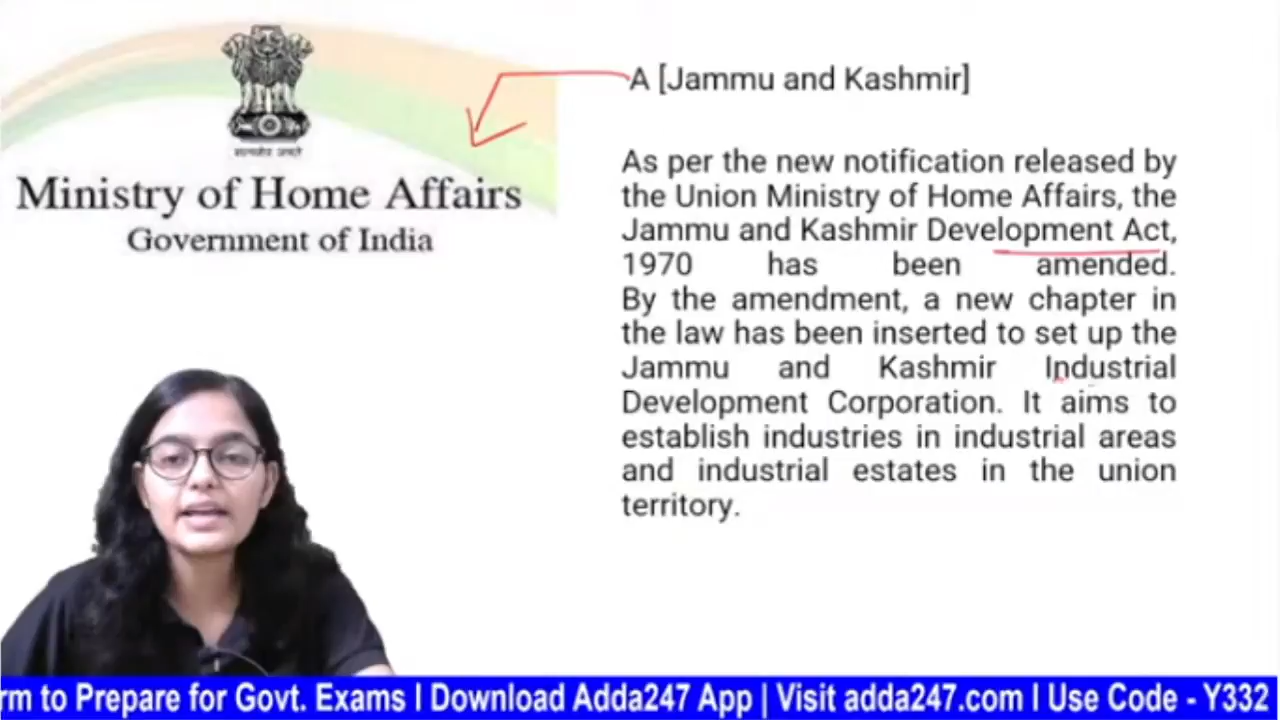 सत्यमेव जयते
Ministry of Home Affairs
Government of India
A [Jammu and Kashmir]
As per the new notification released by
the Union Ministry of Home Affairs, the
Jammu and Kashmir Development Act,
1970 has been amended.
By the amendment, a new chapter in
the law has been inserted to set up the
Jammu and Kashmir Industrial
Development Corporation. It aims to
establish industries in industrial areas
and industrial estates in the union
territory.
rm to Prepare for Govt. Exams I Download Adda247 App | Visit adda247.com I Use Code - Y332